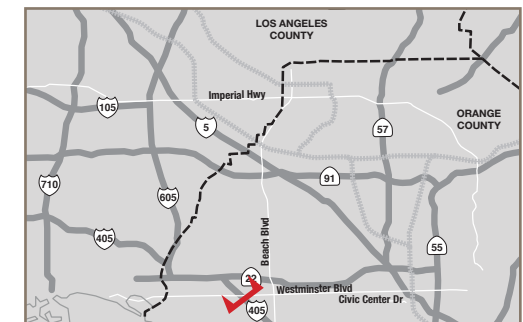 LOS ANGELES
COUNTY
Imperial Hwy
105
5
57
ORANGE
COUNTY
710
605
91
405
Beach Blvd
55
22
Westminster Blvd
Civic Center Dr
405